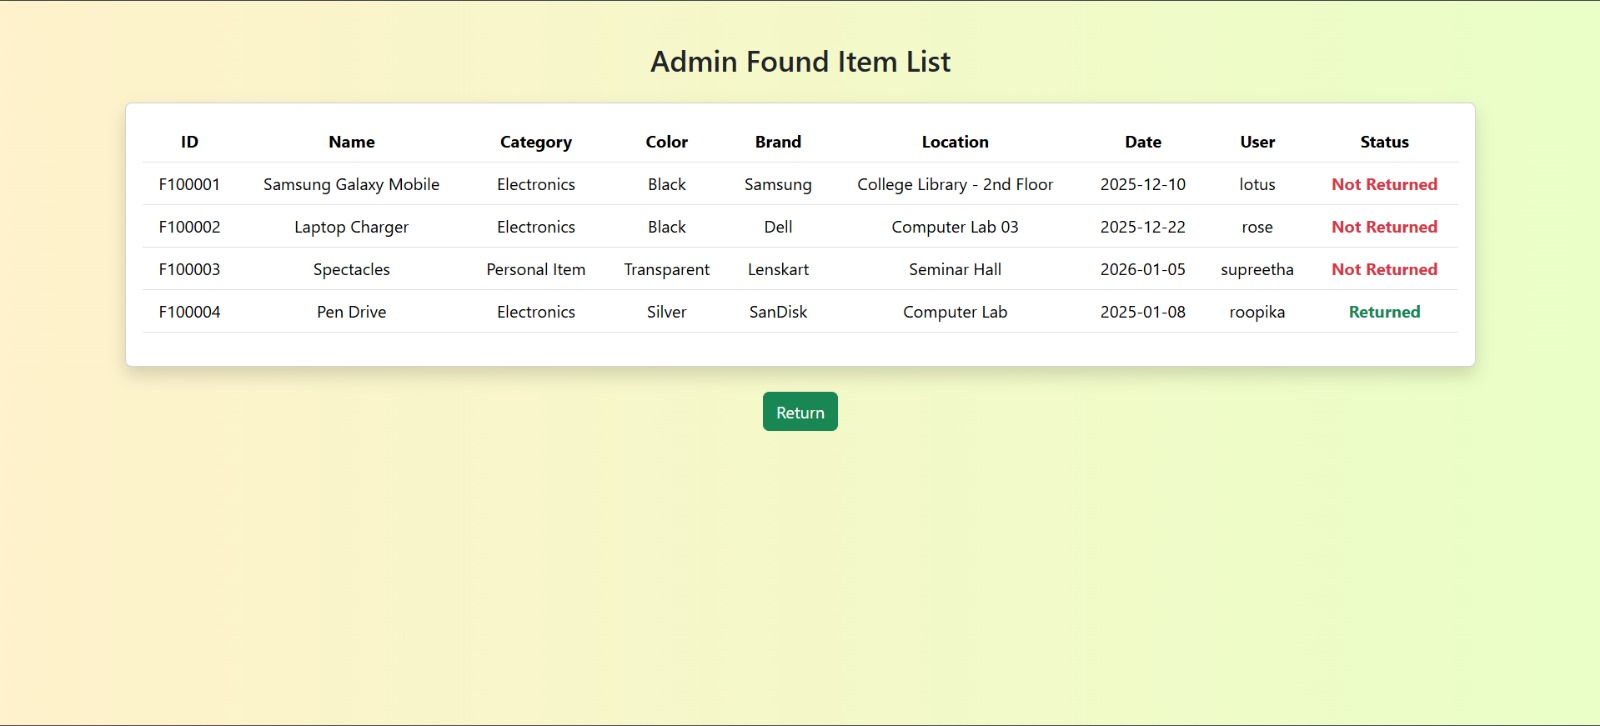 Admin Found Item List
ID Name Category Color Brand Location Date User Status
F100001 Samsung Galaxy Mobile Electronics Black Samsung College Library - 2nd Floor 2025-12-10 lotus Not Returned
F100002 Laptop Charger Electronics Black Dell Computer Lab 03 2025-12-22 rose Not Returned
F100003 Spectacles Personal Item Transparent Lenskart Seminar Hall 2026-01-05 supreetha Not Returned
F100004 Pen Drive Electronics Silver SanDisk Computer Lab 2025-01-08 roopika Returned
Return